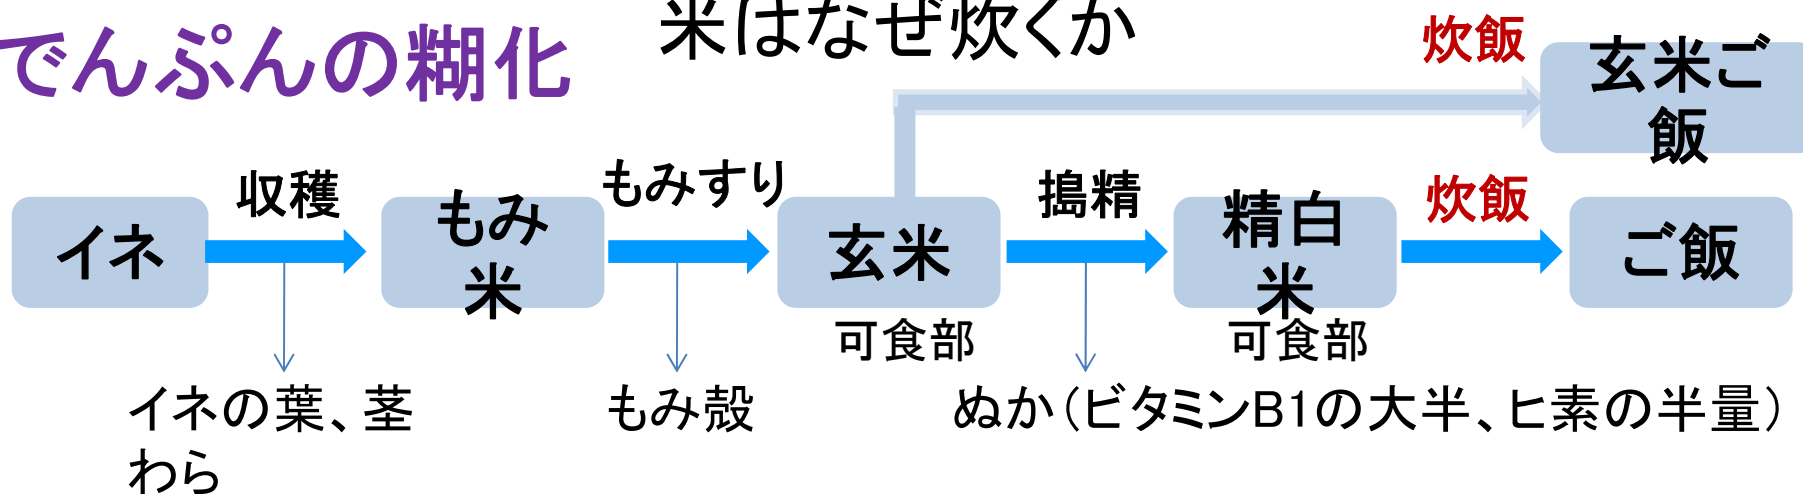 米はなぜ炊くか
でんぷんの糊化
炊飯
玄米ご
飯
収穫
もみすり
搗精
炊飯
イネ
もみ
米
玄米
精白
米
ご飯
可食部
可食部
イネの葉、茎
わら
もみ殻
ぬか(ビタミンB1の大半、ヒ素の半量)